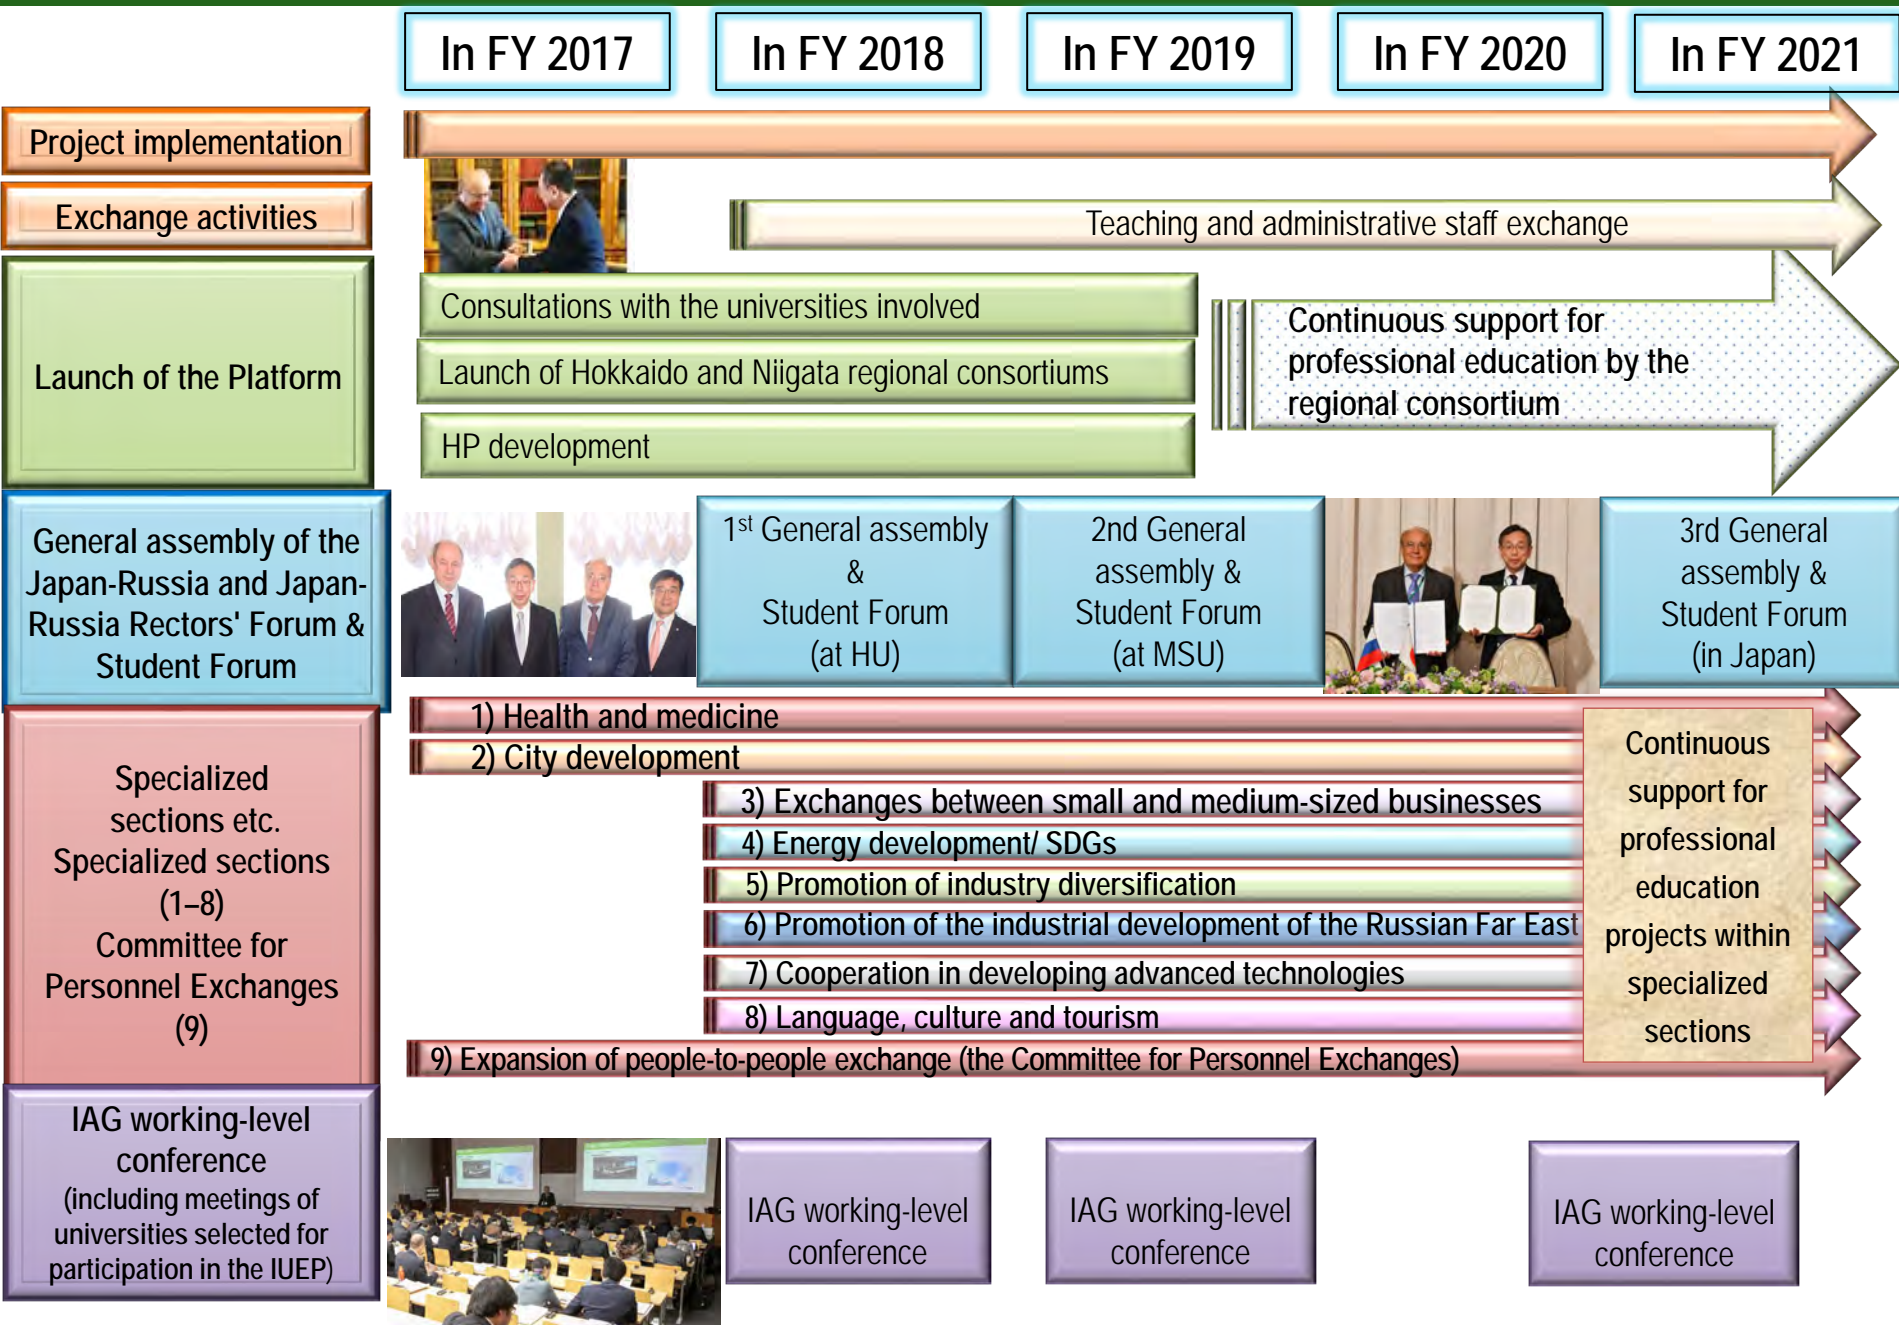 In FY 2017
In FY 2018
In FY 2019
In FY 2020
In FY 2021
Project implementation
Exchange activities
Teaching and administrative staff exchange
Launch of the Platform
Consultations with the universities involved
Launch of Hokkaido and Niigata regional consortiums
HP development
Continuous support for
professional education by the
regional consortium
General assembly of the
Japan-Russia and Japan-
Russia Rectors' Forum &
Student Forum
1st General assembly
&
Student Forum
(at HU)
2nd General
assembly &
Student Forum
(at MSU)
3rd General
assembly &
Student Forum
(in Japan)
Specialized
sections etc.
Specialized sections
(1–8)
Committee for
Personnel Exchanges
(9)
1) Health and medicine
2) City development
3) Exchanges between small and medium-sized businesses
4) Energy development/ SDGs
5) Promotion of industry diversification
6) Promotion of the industrial development of the Russian Far East
7) Cooperation in developing advanced technologies
8) Language, culture and tourism
9) Expansion of people-to-people exchange (the Committee for Personnel Exchanges)
Continuous
support for
professional
education
projects within
specialized
sections
IAG working-level
conference
(including meetings of
universities selected for
participation in the IUEP)
IAG working-level
conference
IAG working-level
conference
IAG working-level
conference